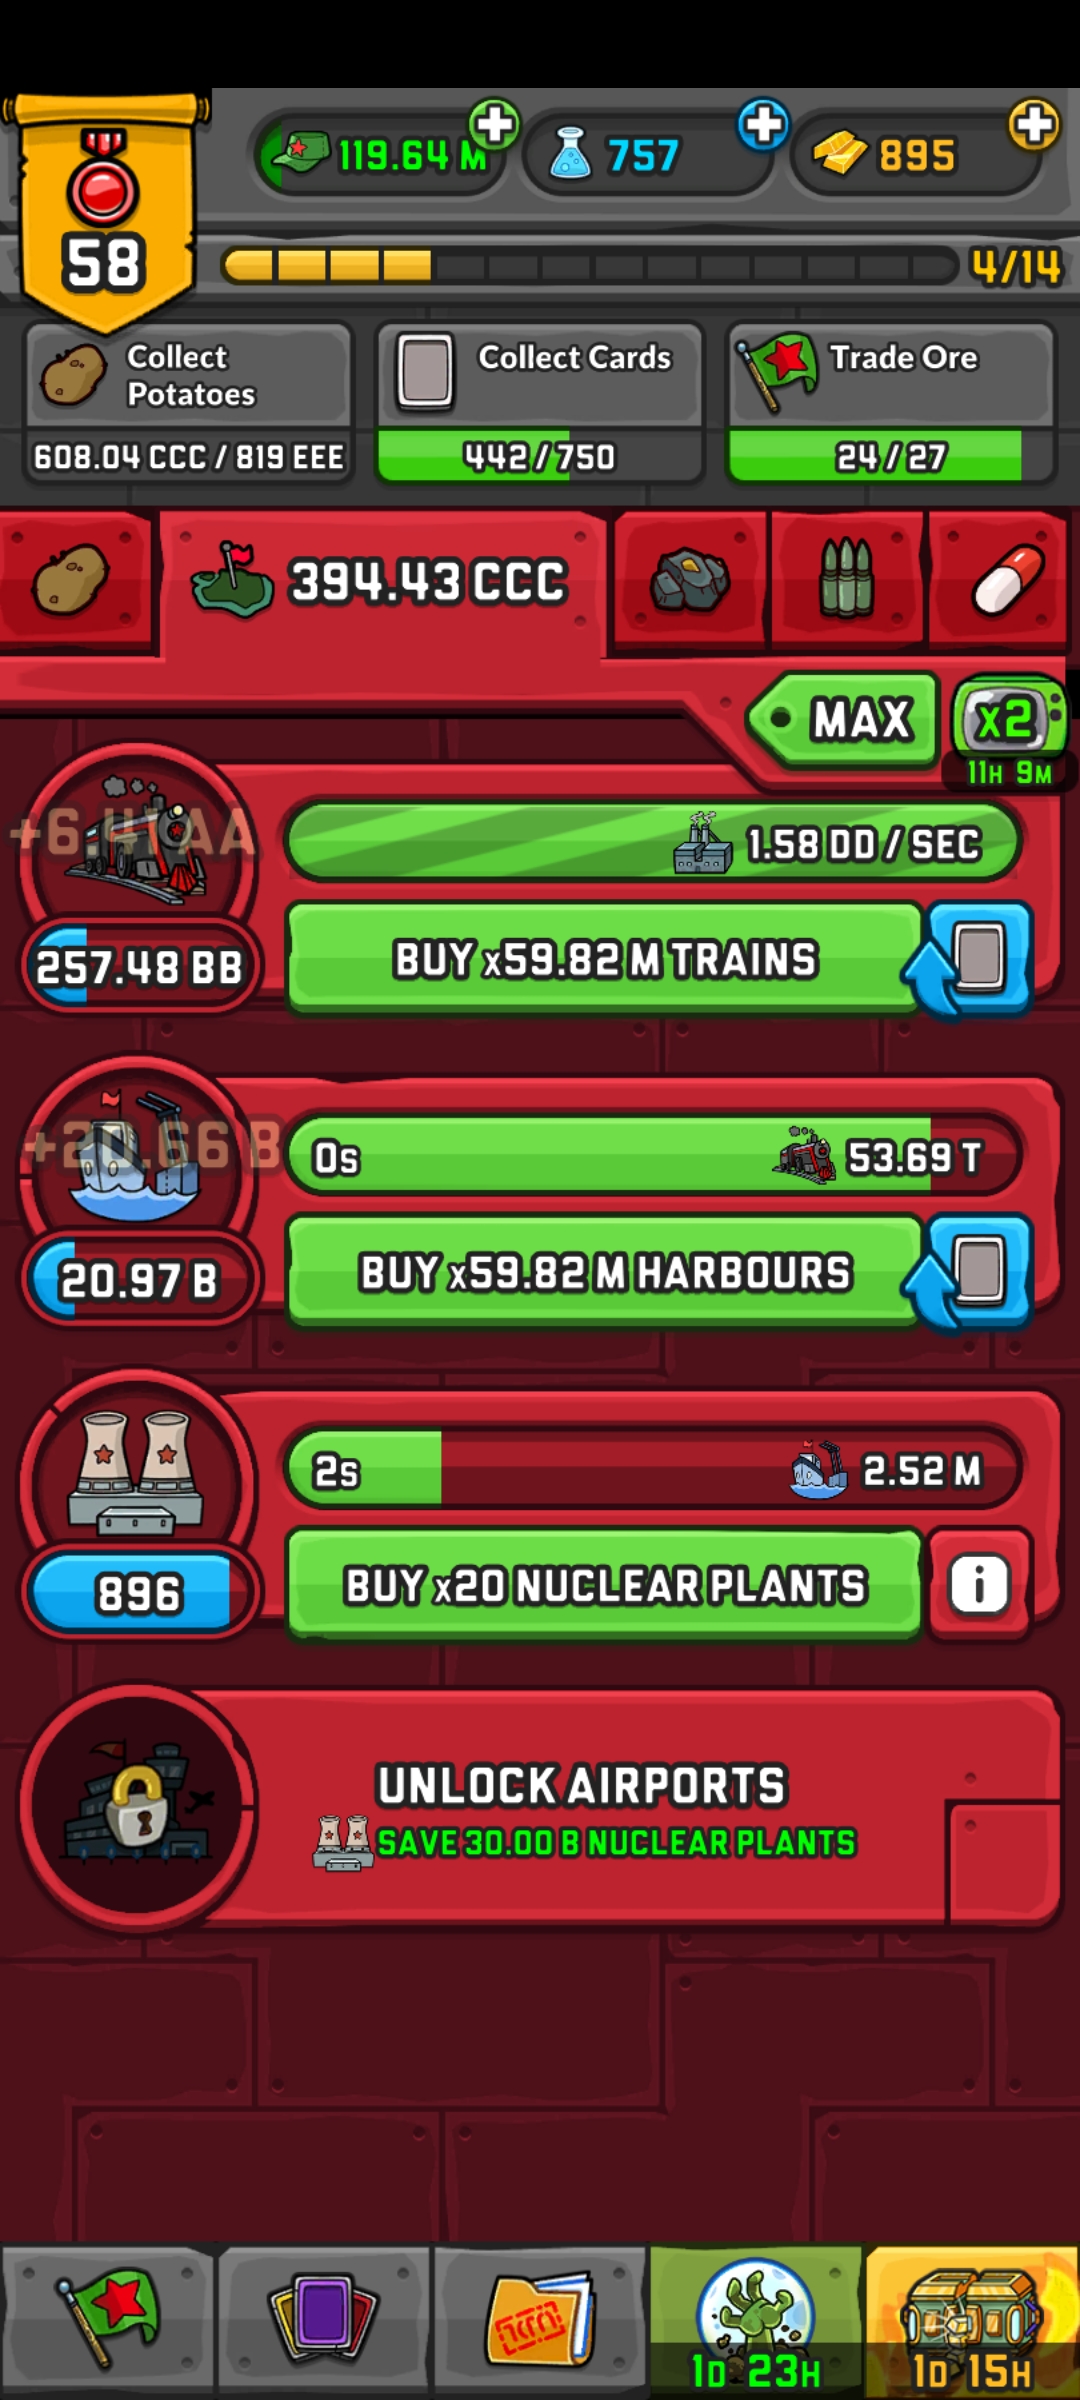 119.64 M
757
895
58
4/14
Collect
Potatoes
608.04 CCC / 819 EEE
Collect Cards
442/750
Trade Ore
24/27
394.43 CCC
MAX
x2
11H 9M
1.58 DD / SEC
257.48 BB
BUY x59.82 M TRAINS
+20.66 B
0s
53.69 T
20.97 B
BUY x59.82 M HARBOURS
2s
2.52 M
896
BUY x20 NUCLEAR PLANTS
i
UNLOCK AIRPORTS
SAVE 30.00 B NUCLEAR PLANTS
1D 23H
1D 15H